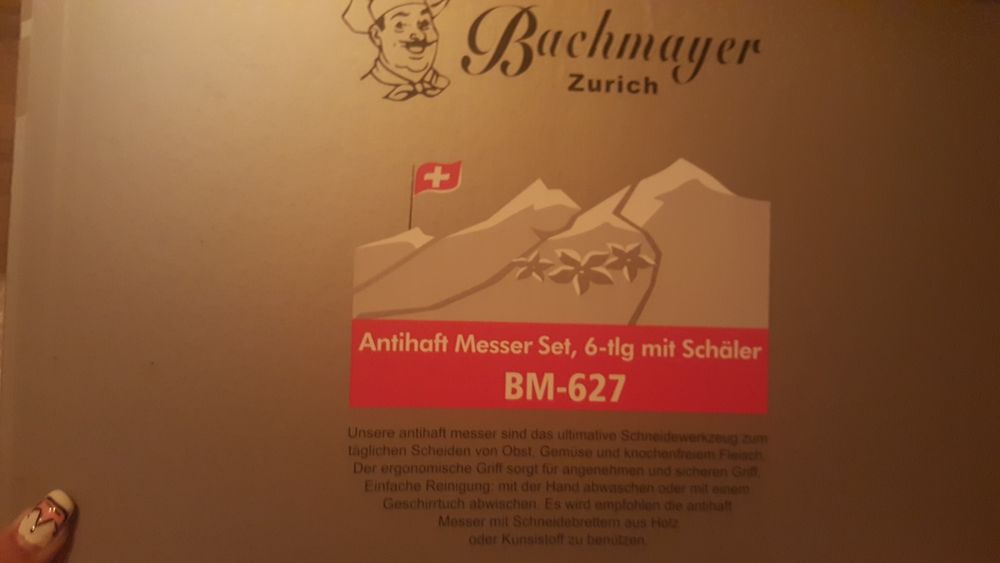 Bachmayer
Zurich
Antihaft Messer Set, 6-tlg mit Schäler
BM-627
Unsere antihaft messer sind das ultimative Schneidewerkzeug zum
täglichen Scheiden von Obst, Gemüse und knochenfreiem Fleisch.
Der ergonomische Griff sorgt für angenehmen und sicheren Griff.
Einfache Reinigung: mit der Hand abwaschen oder mit einem
Geschirrtuch abwischen. Es wird empfohlen die antihaft
Messer mit Schneidebrettern aus Holz
oder Kunsistoff zu benützen.